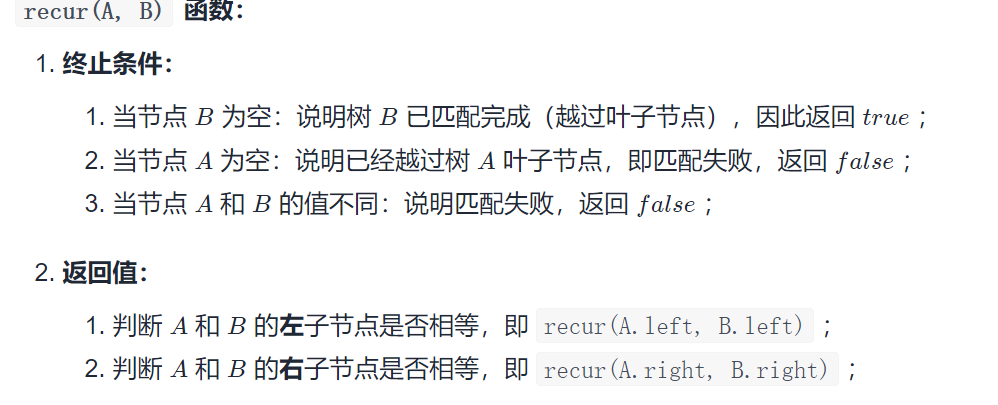 recur(A, B) 函数：
1. 终止条件：
1. 当节点 B 为空：说明树 B 已匹配完成（越过叶子节点），因此返回 true ；
2. 当节点 A 为空：说明已经越过树 A 叶子节点，即匹配失败，返回 false ；
3. 当节点 A 和 B 的值不同：说明匹配失败，返回 false ；
2. 返回值：
1. 判断 A 和 B 的左子节点是否相等，即 recur(A.left, B.left) ；
2. 判断 A 和 B 的右子节点是否相等，即 recur(A.right, B.right) ；